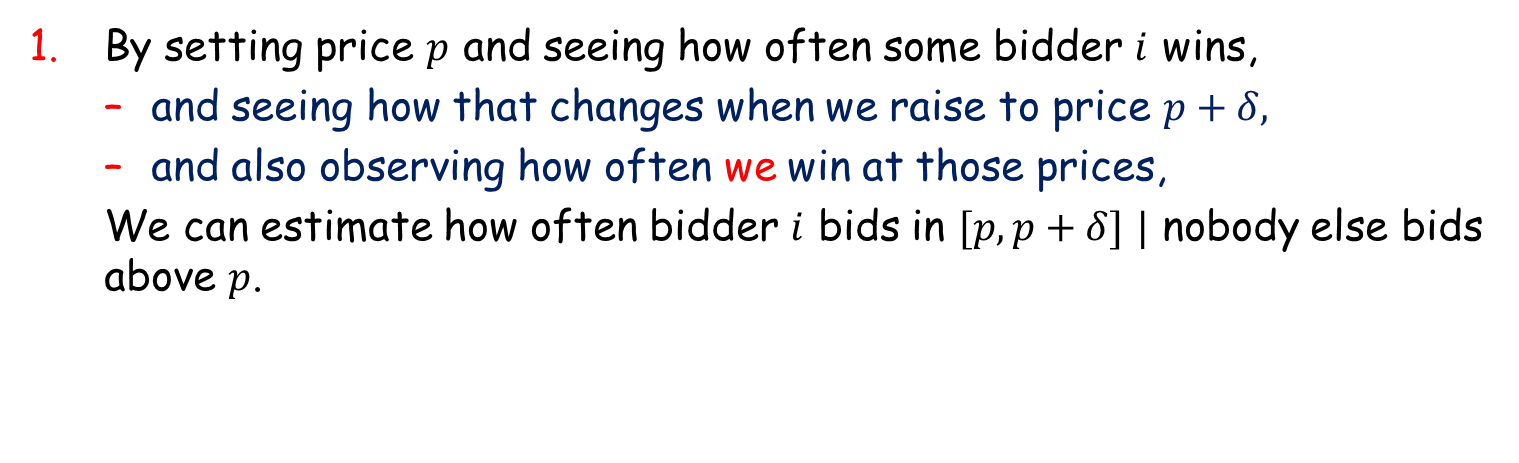 1. By setting price p and seeing how often some bidder i wins,
– and seeing how that changes when we raise to price p + δ,
– and also observing how often we win at those prices,
We can estimate how often bidder i bids in [p, p + δ] | nobody else bids
above p.